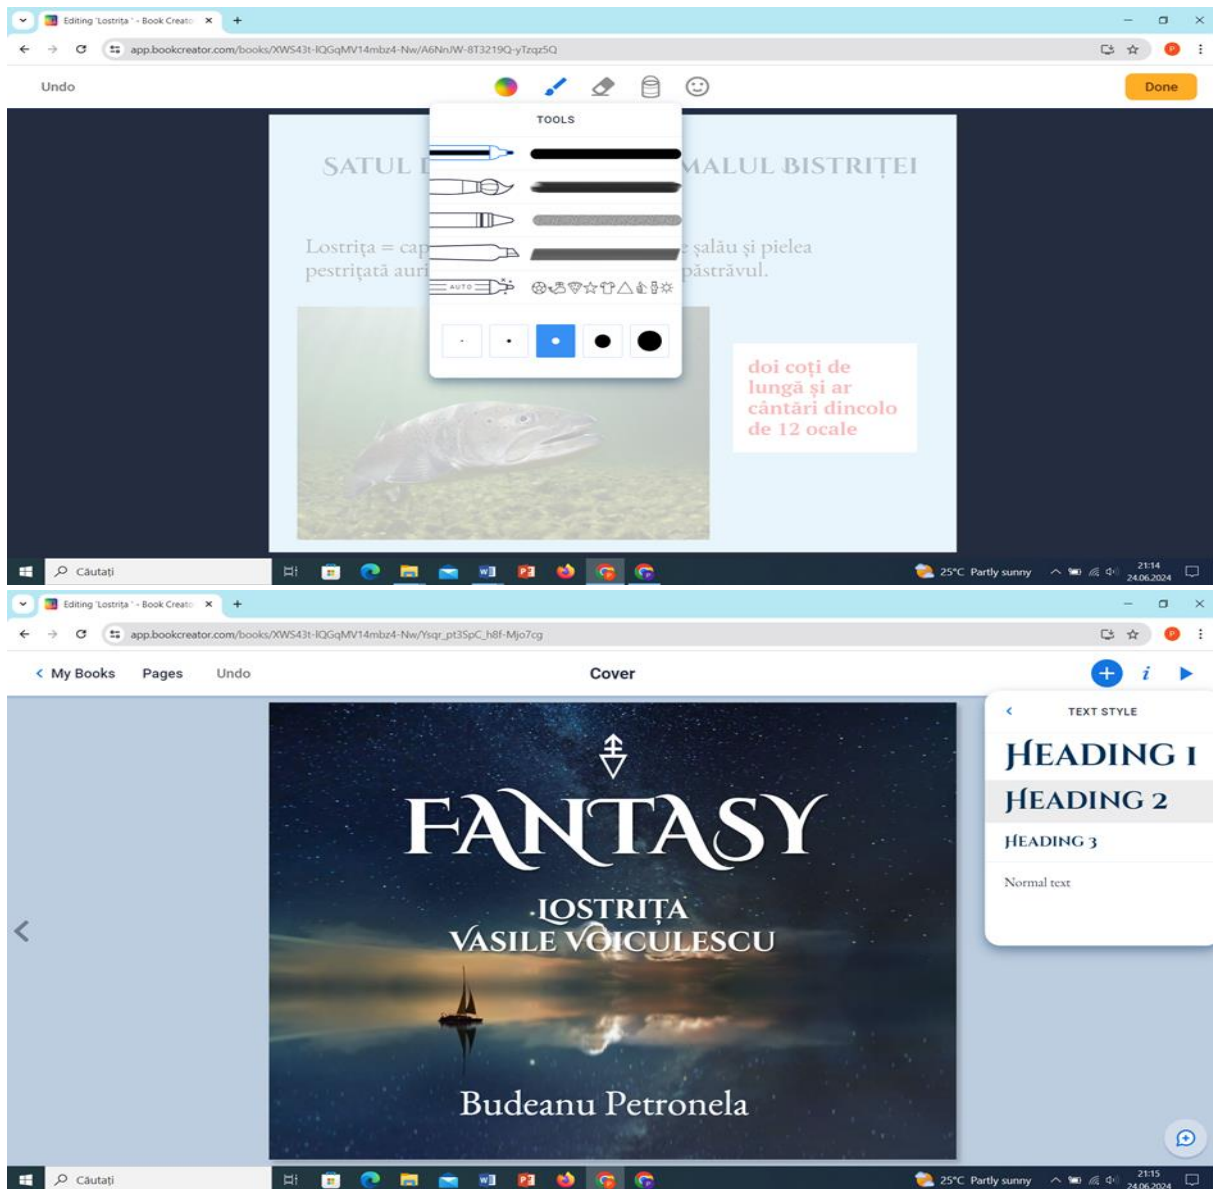 Editing 'Lostrița ' - Book Creato
app.bookcreator.com/books/XWS43t-lQGqMV14mbz4-Nw/A6NnJW-8T3219Q-yTzqz5Q
P
Undo
Done
TOOLS
SATUL
MALUL BISTRIȚEI
Lostrița = cap
șalău și pielea
pestrițată auri
păstrăvul.
AUTO
doi coți de
lungă și ar
cântări dincolo
de 12 ocale
Căutați
25°C Partly sunny
21:14
24.06.2024
Editing 'Lostrița ' - Book Creato
app.bookcreator.com/books/XWS43t-lQGqMV14mbz4-Nw/Ysqr_pt3SpC_h8f-Mjo7cg
P
My Books
Pages
Undo
Cover
i
TEXT STYLE
HEADING 1
HEADING 2
HEADING 3
Normal text
FANTASY
LOSTRIȚA
VASILE VOICULESCU
Budeanu Petronela
Căutați
25°C Partly sunny
21:15
24.06.2024